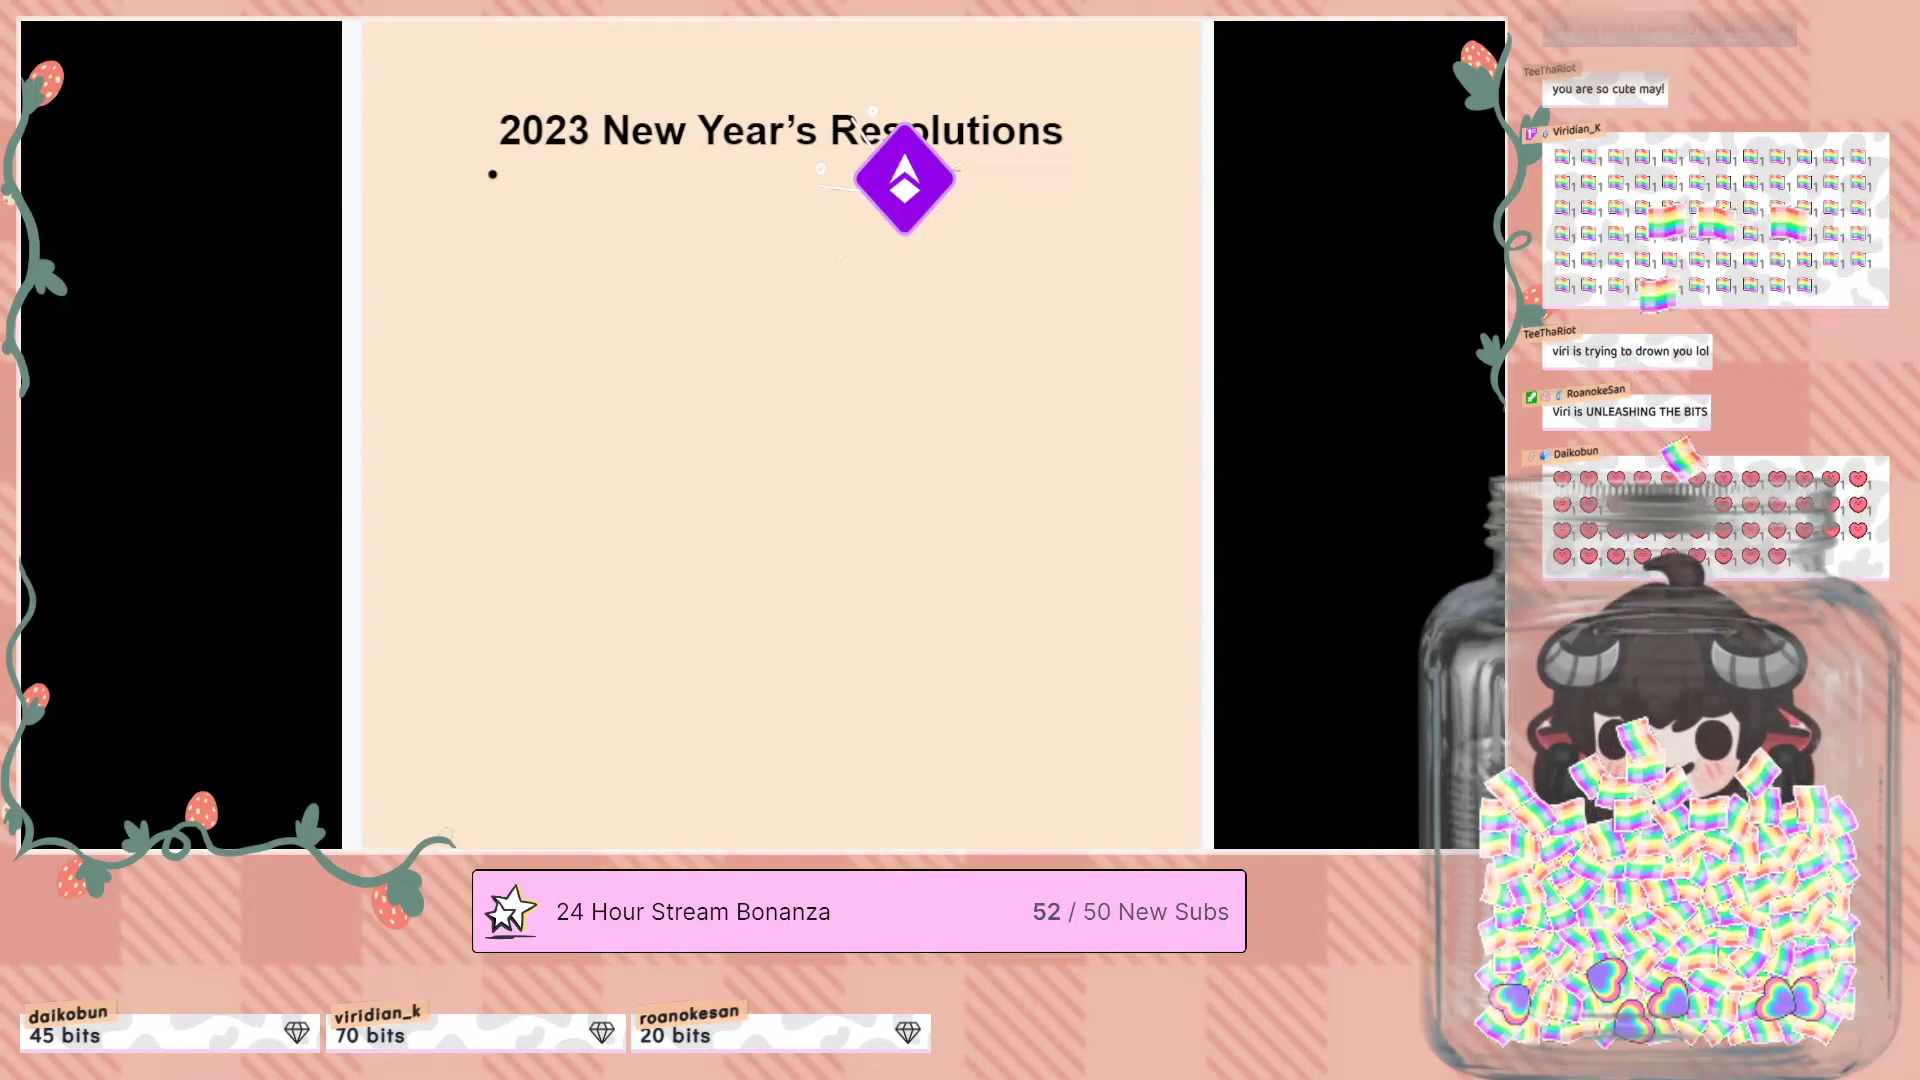 2023 New Year’s Resolutions
TeeThaRiot
you are so cute may!
Viridian_K
TeeThaRiot
viri is trying to drown you lol
RoanokeSan
Viri is UNLEASHING THE BITS
Daikobun
24 Hour Stream Bonanza
52 / 50 New Subs
daikobun
45 bits
viridian_k
70 bits
roanokesan
20 bits